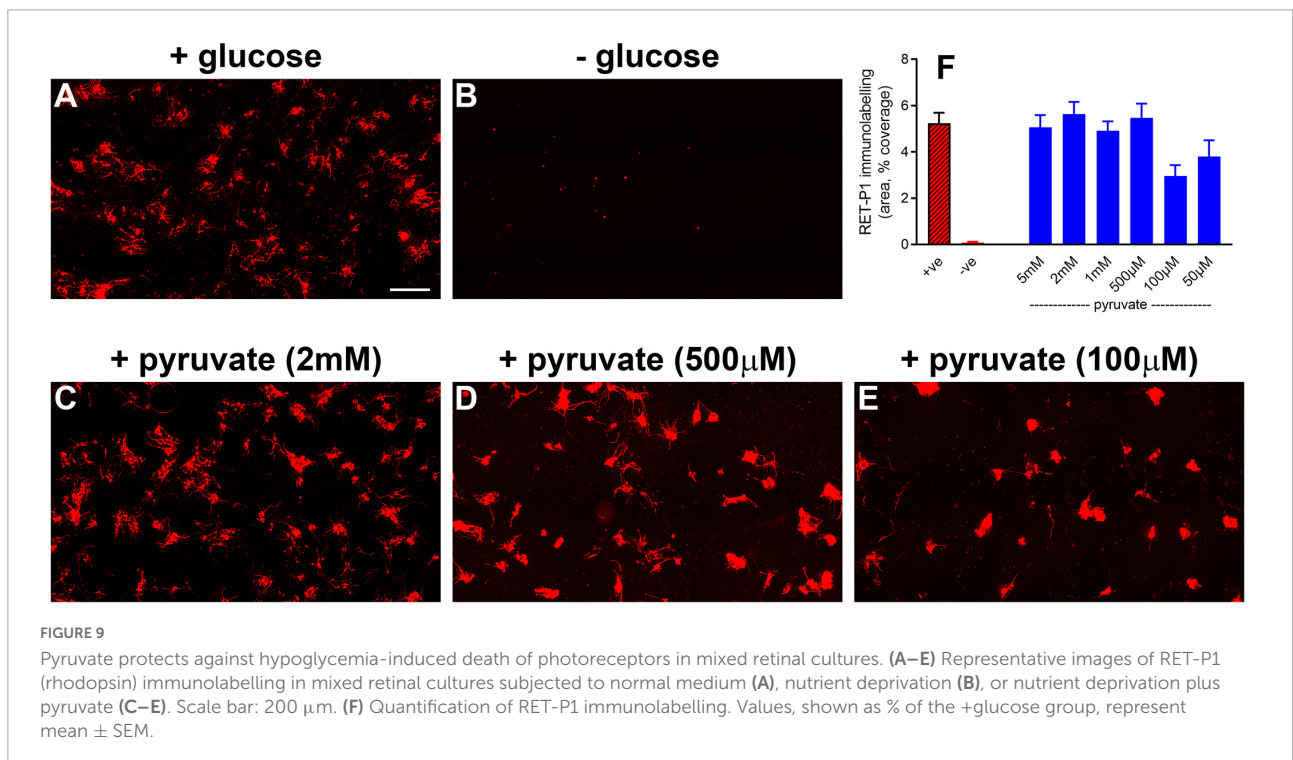 + glucose
- glucose
A
B
F
8
6
4
2
0
RET-P1 immunolabelling
(area, % coverage)
+ve
-ve
5mM
2mM
1mM
500µM
100µM
50µM
------------- pyruvate -------------
+ pyruvate (2mM)
+ pyruvate (500µM)
+ pyruvate (100µM)
C
D
E
FIGURE 9
Pyruvate protects against hypoglycemia-induced death of photoreceptors in mixed retinal cultures. (A–E) Representative images of RET-P1
(rhodopsin) immunolabelling in mixed retinal cultures subjected to normal medium (A), nutrient deprivation (B), or nutrient deprivation plus
pyruvate (C–E). Scale bar: 200 µm. (F) Quantification of RET-P1 immunolabelling. Values, shown as % of the +glucose group, represent
mean ± SEM.